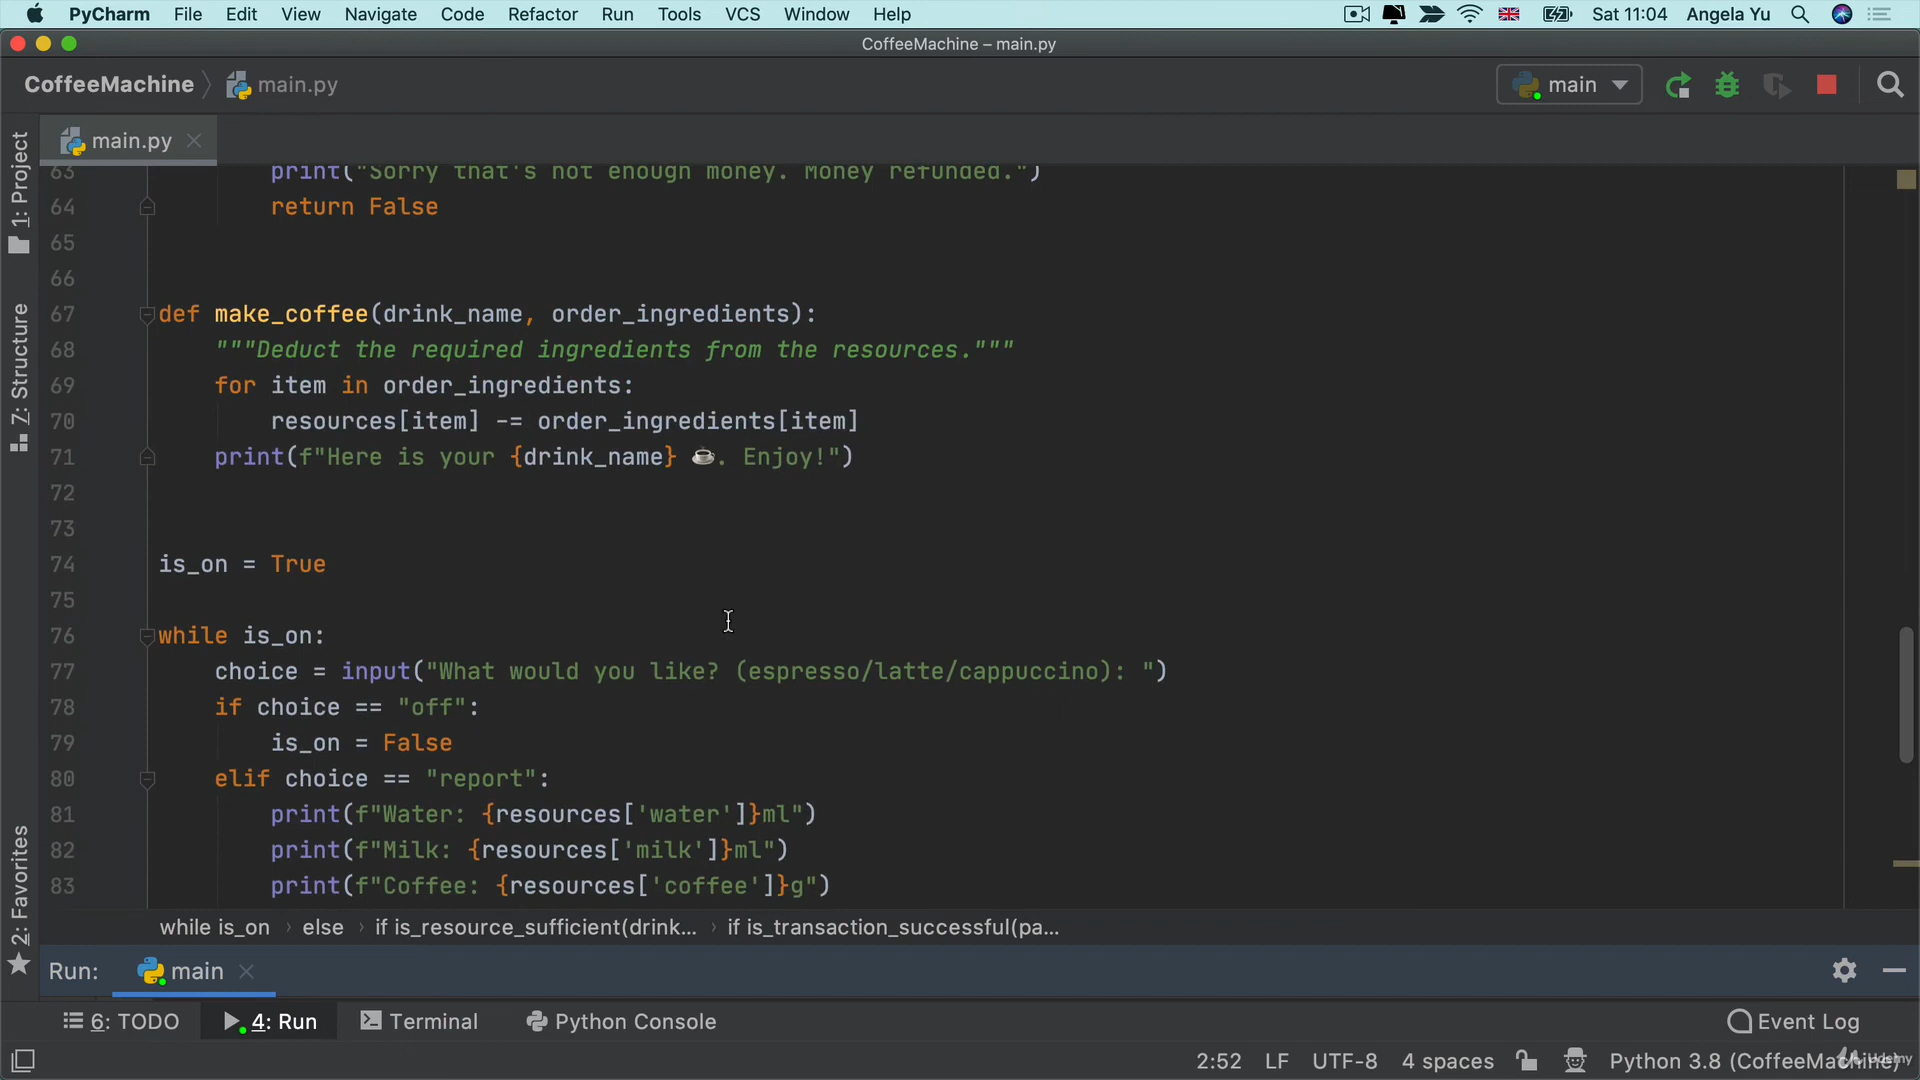 PyCharm File Edit View Navigate Code Refactor Run Tools VCS Window Help Sat 11:04 Angela Yu
CoffeeMachine – main.py
CoffeeMachine main.py main
main.py
1: Project
7: Structure
2: Favorites
63 print("Sorry that's not enough money. Money refunded.")
64 return False
65
66
67 def make_coffee(drink_name, order_ingredients):
68 """Deduct the required ingredients from the resources."""
69 for item in order_ingredients:
70 resources[item] -= order_ingredients[item]
71 print(f"Here is your {drink_name} ☕️. Enjoy!")
72
73
74 is_on = True
75
76 while is_on:
77 choice = input("What would you like? (espresso/latte/cappuccino): ")
78 if choice == "off":
79 is_on = False
80 elif choice == "report":
81 print(f"Water: {resources['water']}ml")
82 print(f"Milk: {resources['milk']}ml")
83 print(f"Coffee: {resources['coffee']}g")
while is_on › else › if is_resource_sufficient(drink... › if is_transaction_successful(pa...
Run: main
6: TODO 4: Run Terminal Python Console Event Log
2:52 LF UTF-8 4 spaces Python 3.8 (CoffeeMachine)
Udemy